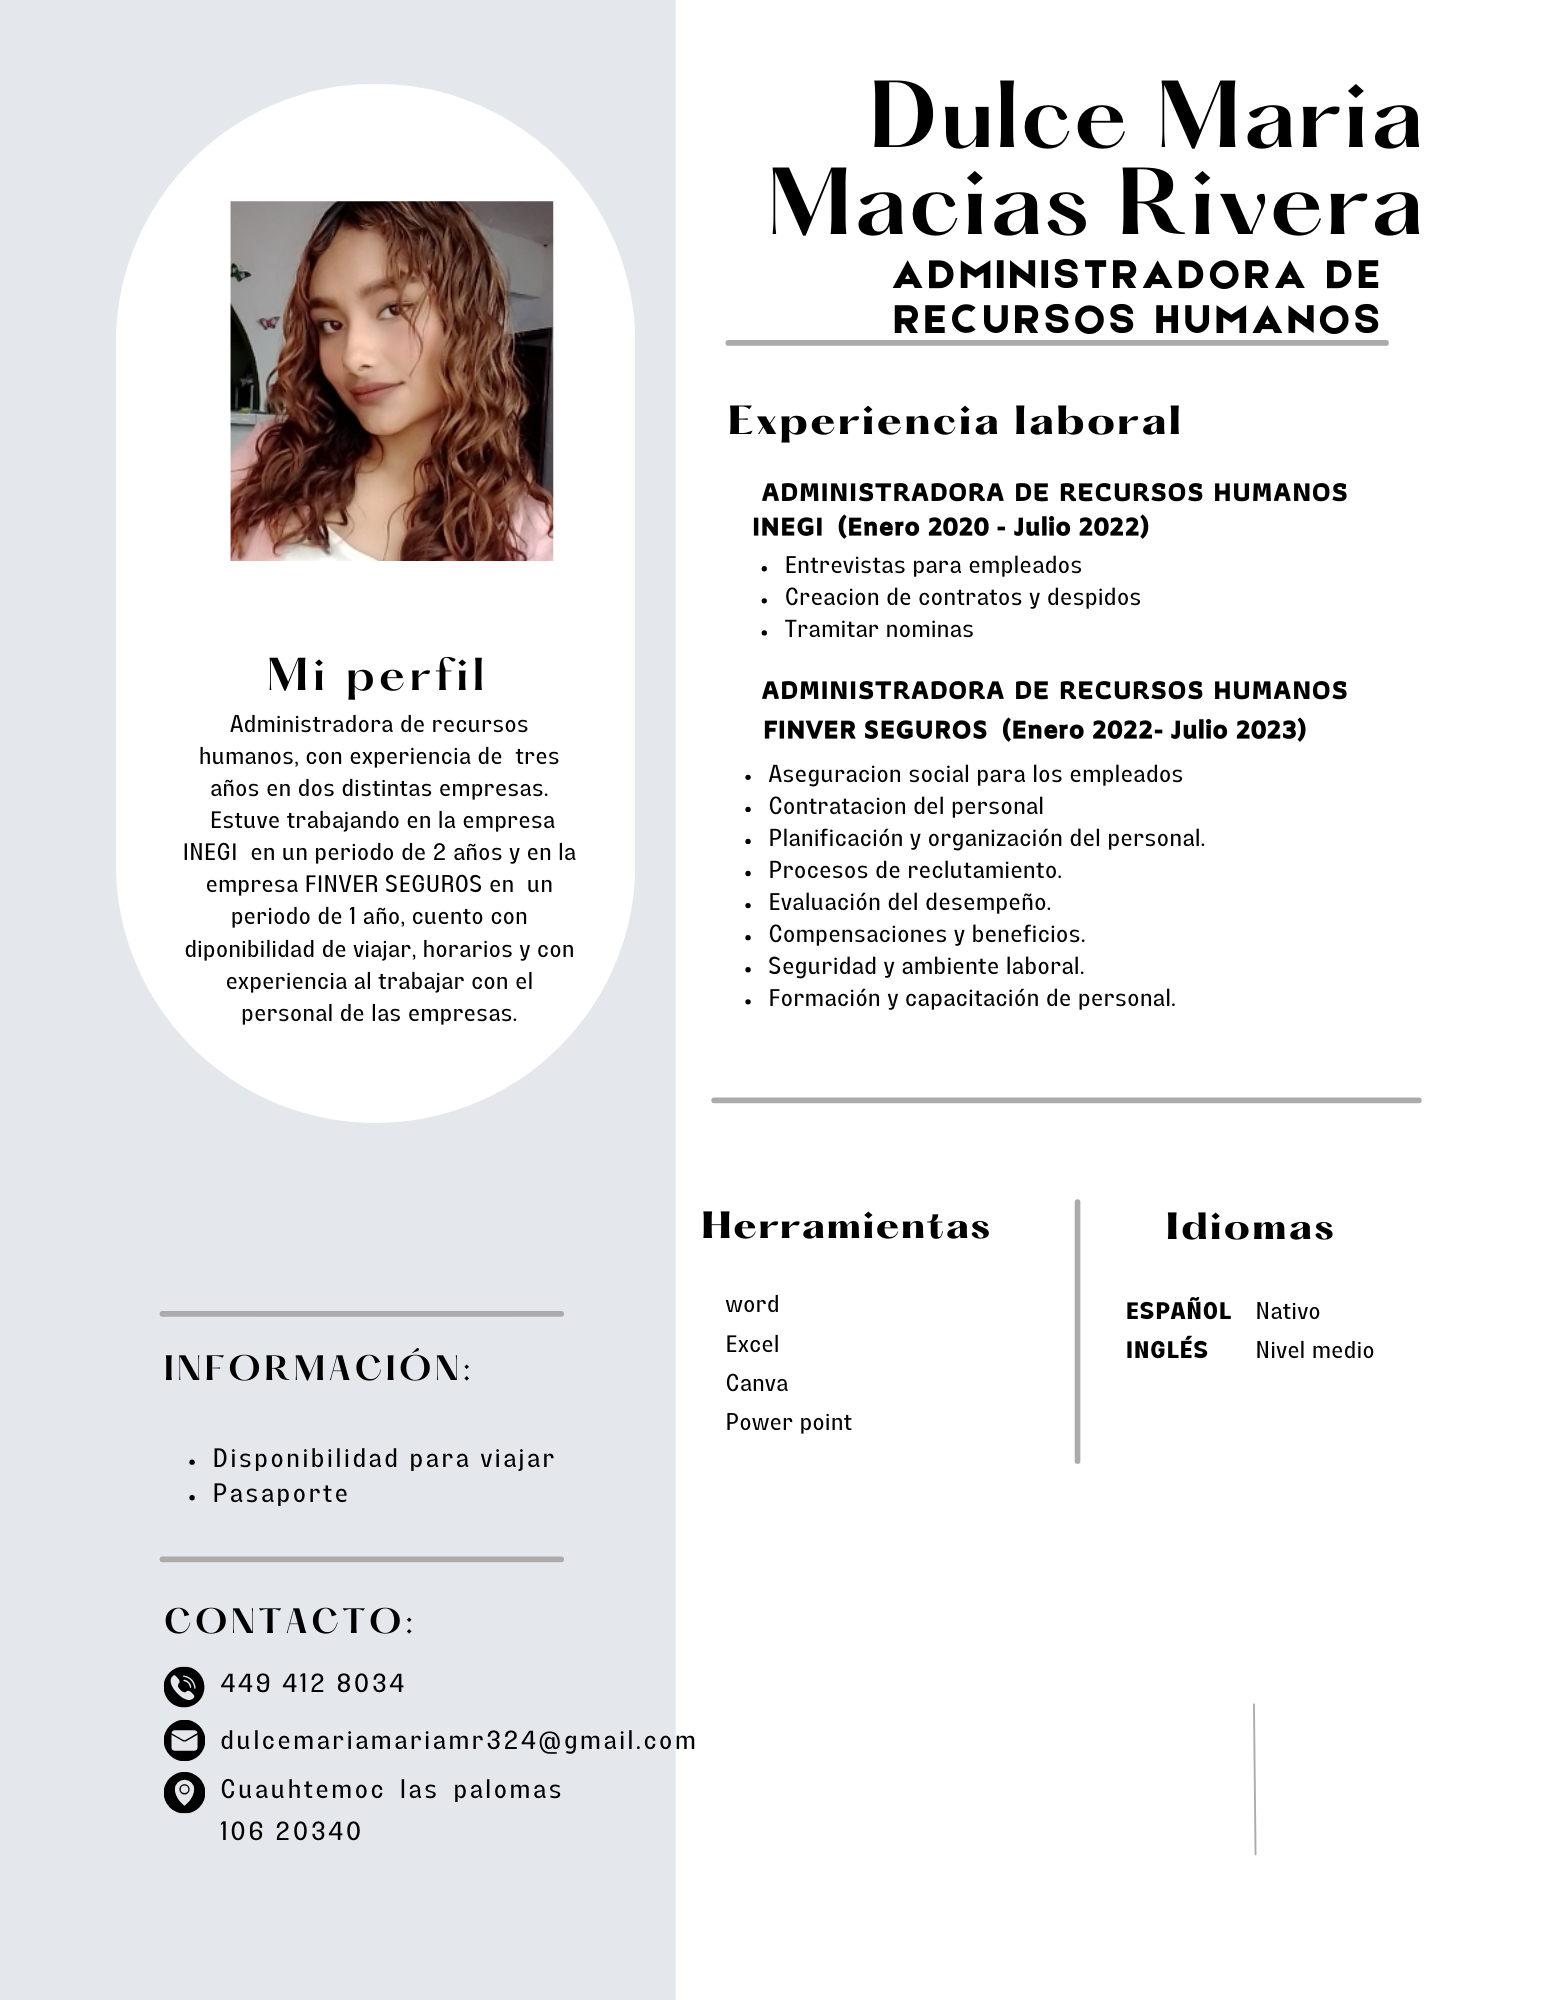 Dulce Maria
Macias Rivera
ADMINISTRADORA DE
RECURSOS HUMANOS
Mi perfil
Administradora de recursos
humanos, con experiencia de tres
años en dos distintas empresas.
Estuve trabajando en la empresa
INEGI en un periodo de 2 años y en la
empresa FINVER SEGUROS en un
periodo de 1 año, cuento con
diponibilidad de viajar, horarios y con
experiencia al trabajar con el
personal de las empresas.
INFORMACIÓN:
• Disponibilidad para viajar
• Pasaporte
CONTACTO:
449 412 8034
dulcemariamariamr324@gmail.com
Cuauhtemoc las palomas
106 20340
Experiencia laboral
ADMINISTRADORA DE RECURSOS HUMANOS
INEGI (Enero 2020 - Julio 2022)
• Entrevistas para empleados
• Creacion de contratos y despidos
• Tramitar nominas
ADMINISTRADORA DE RECURSOS HUMANOS
FINVER SEGUROS (Enero 2022- Julio 2023)
• Aseguracion social para los empleados
• Contratacion del personal
• Planificación y organización del personal.
• Procesos de reclutamiento.
• Evaluación del desempeño.
• Compensaciones y beneficios.
• Seguridad y ambiente laboral.
• Formación y capacitación de personal.
Herramientas
word
Excel
Canva
Power point
Idiomas
ESPAÑOL Nativo
INGLÉS Nivel medio